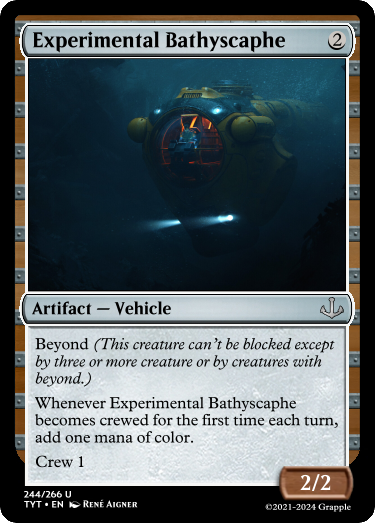 Experimental Bathyscaphe 2
Artifact — Vehicle
Beyond (This creature can't be blocked except
by three or more creature or by creatures with
beyond.)
Whenever Experimental Bathyscaphe
becomes crewed for the first time each turn,
add one mana of color.
Crew 1
2/2
244/266 U
TYT • EN RENÉ AIGNER
©2021-2024 Grapple